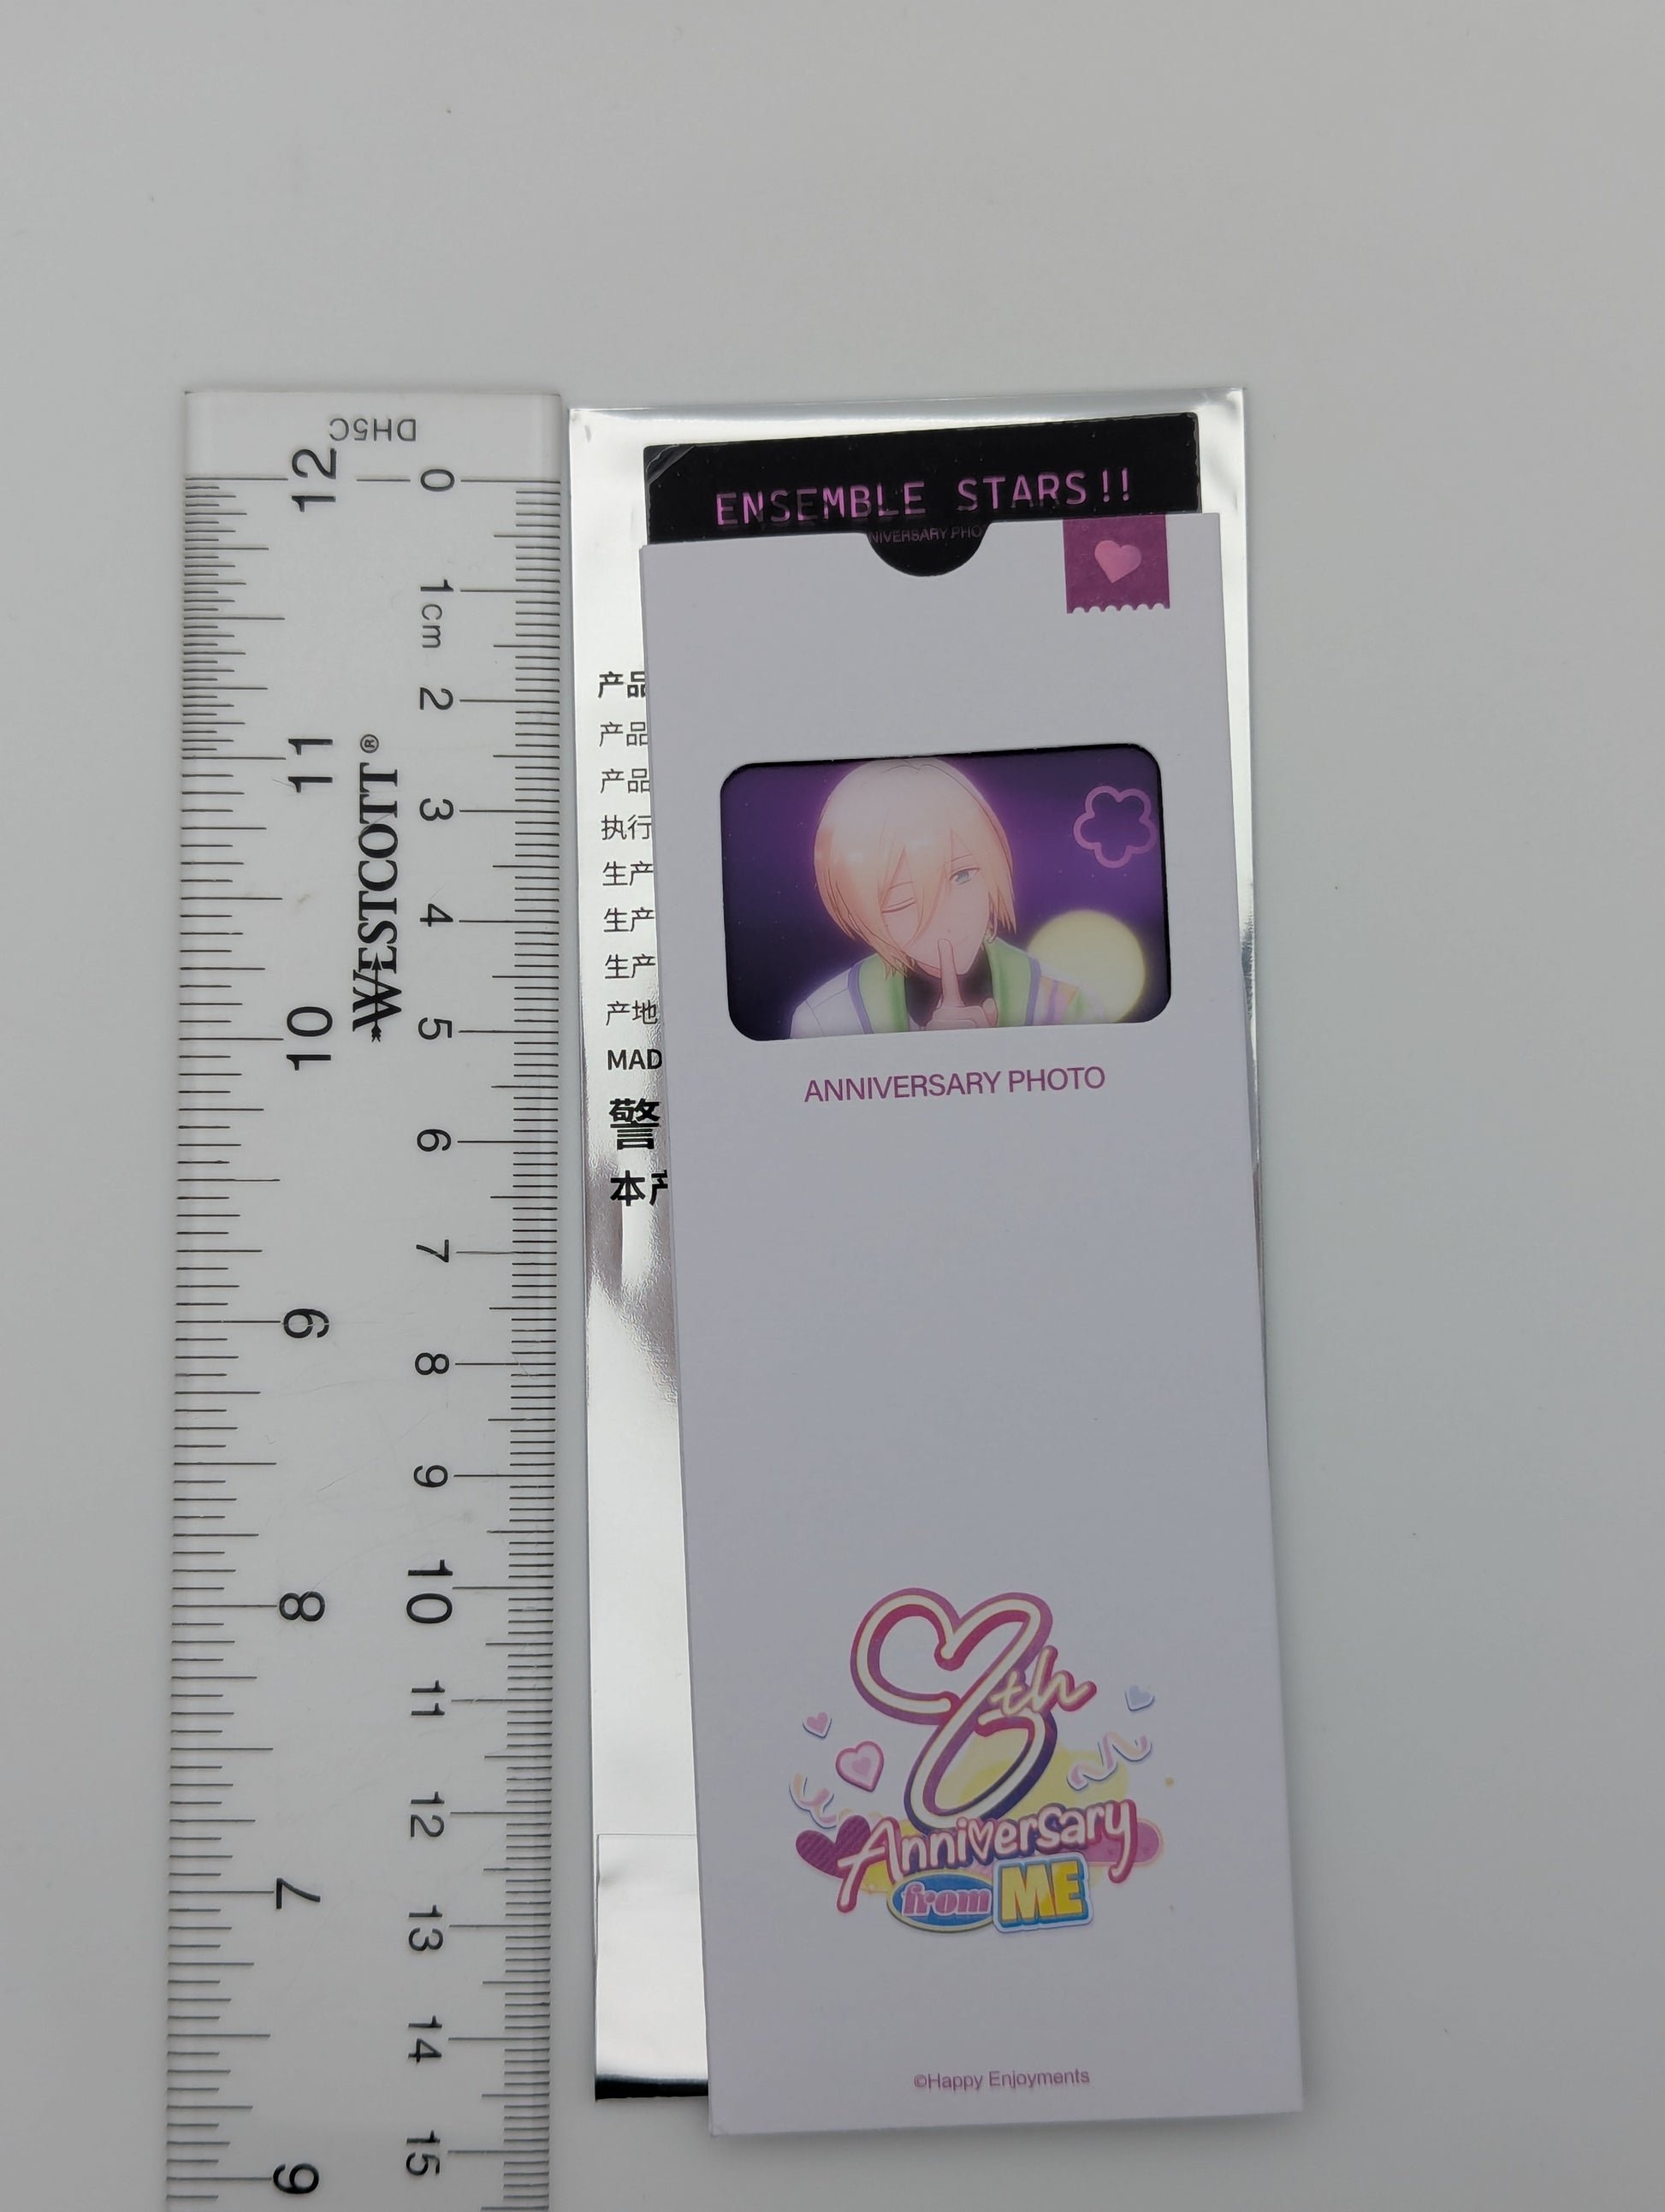 DH5C
12
11
10
9
8
7
6
WESTCOTT®
0
1cm
2
3
4
5
6
7
8
9
10
11
12
13
14
15
ENSEMBLE STARS!!
NIVERSARY PHO
产品
产品
产品
执行
生产
生产
生产
产地
MAD
警
本产
ANNIVERSARY PHOTO
8th
Anniversary
from ME
©Happy Enjoyments